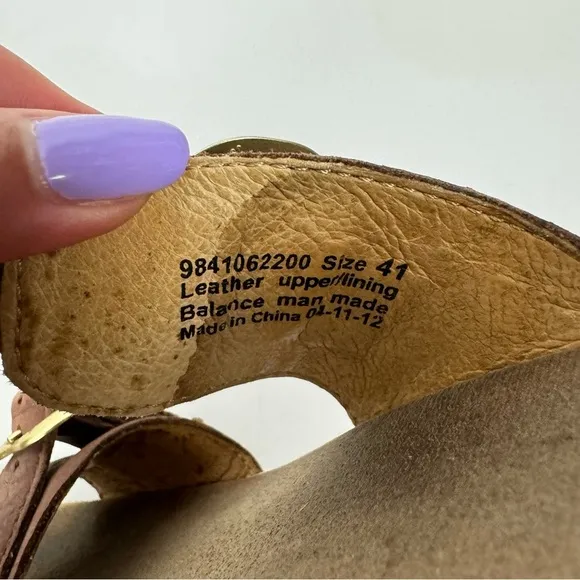 9841062200 Size 41
Leather upper/lining
Balance man made
Made in China 04-11-12